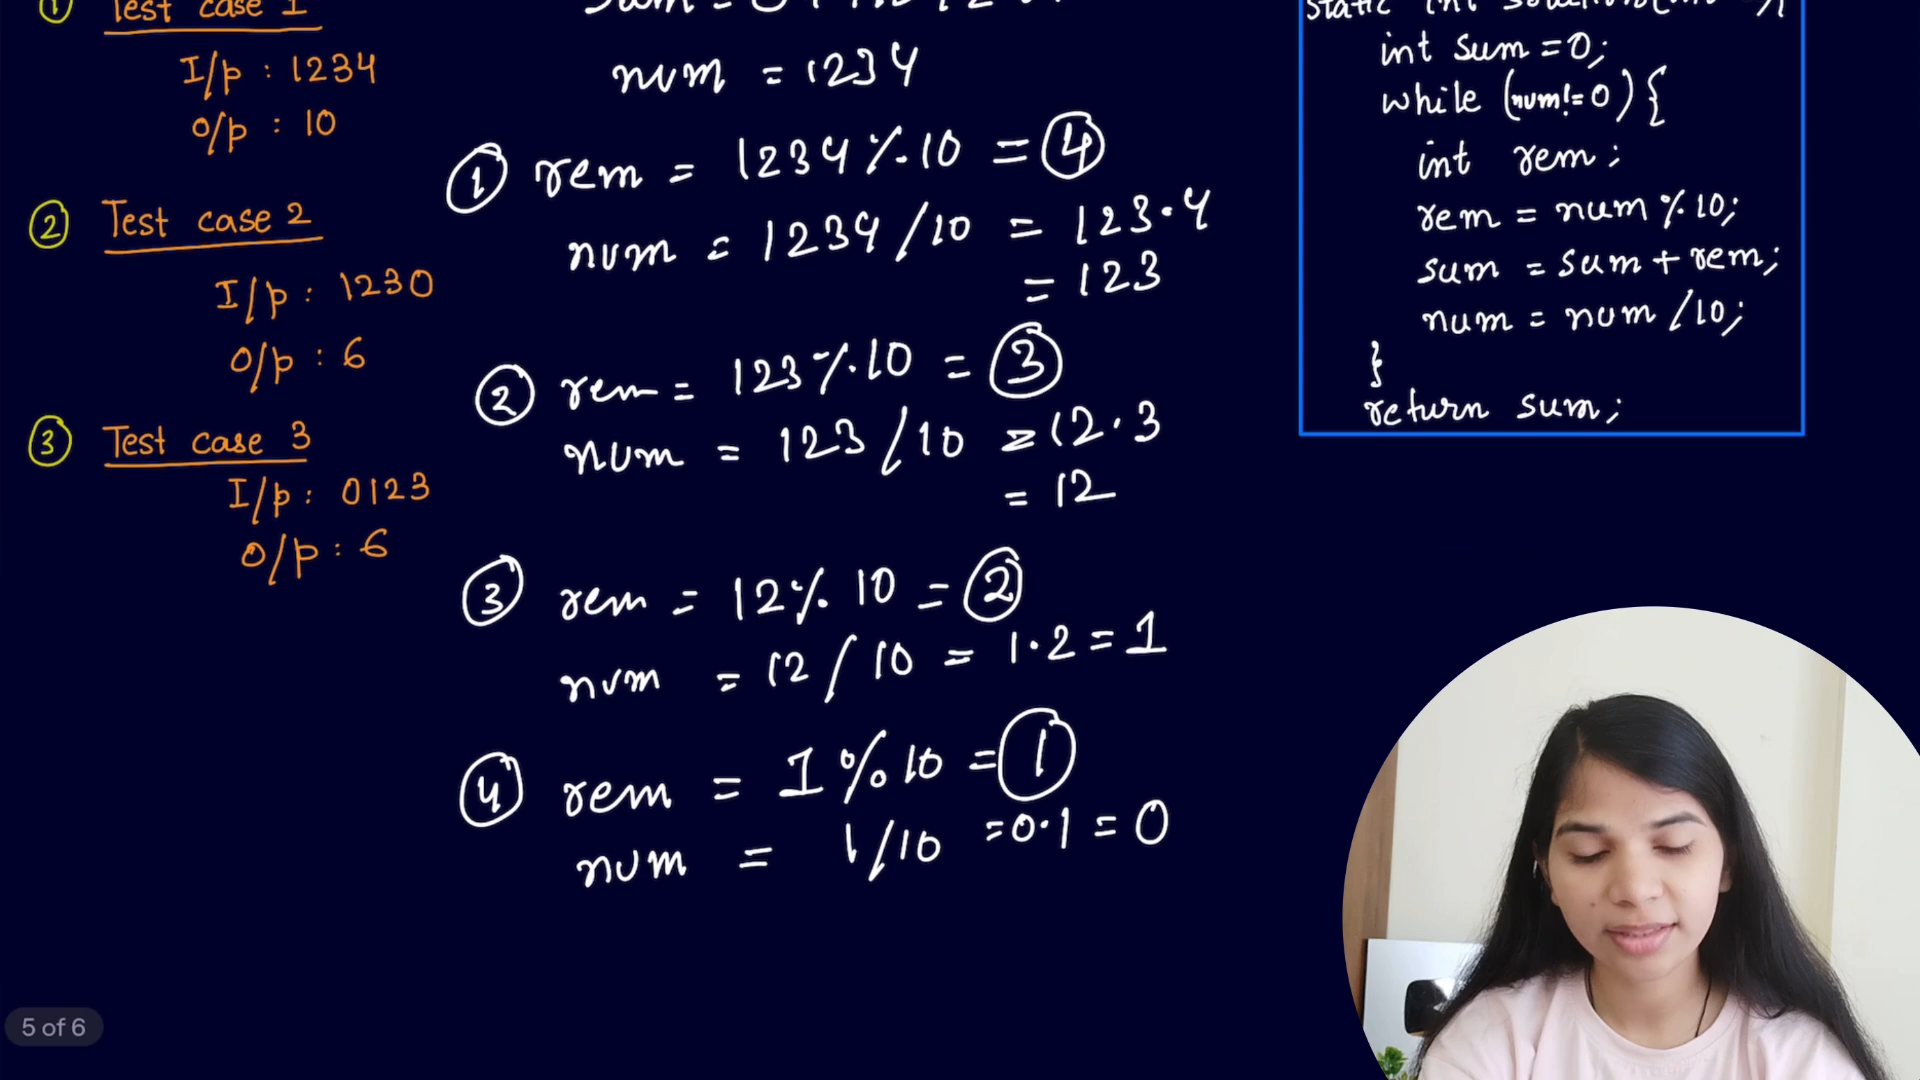 ① Test case 1
I/p : 1234
O/p : 10
② Test case 2
I/p : 1230
O/p : 6
③ Test case 3
I/p : 0123
O/p : 6
num = 1234
① rem = 1234 % 10 = 4
num = 1234 / 10 = 123.4
= 123
② rem = 123 % 10 = 3
num = 123 / 10 = 12.3
= 12
③ rem = 12 % 10 = 2
num = 12 / 10 = 1.2 = 1
④ rem = 1 % 10 = 1
num = 1/10 = 0.1 = 0
static int
int sum = 0;
while (num != 0) {
int rem ;
rem = num % 10;
sum = sum + rem;
num = num / 10;
}
return sum;
5 of 6